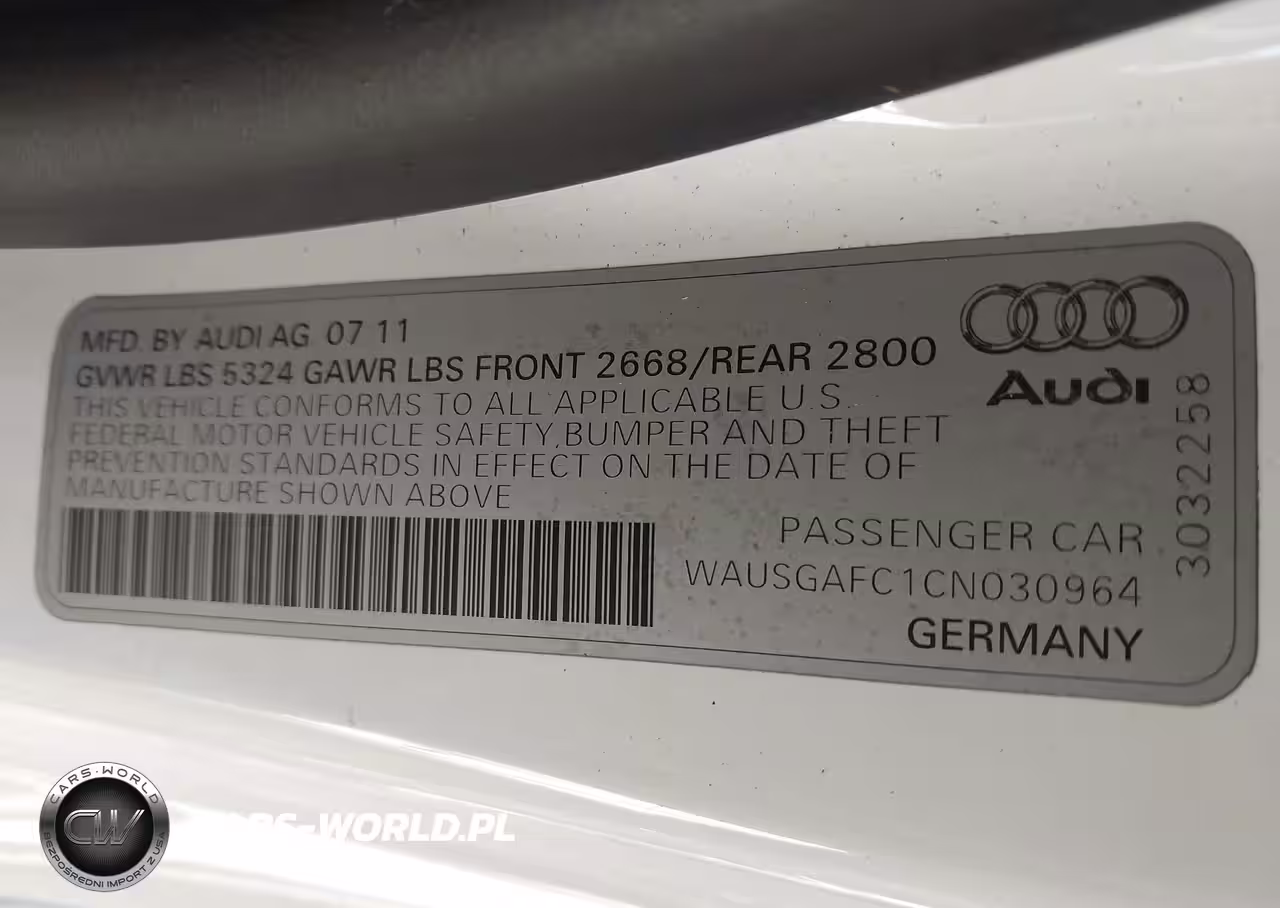 MFD. BY AUDI AG 07 11
GVWR LBS 5324 GAWR LBS FRONT 2668/REAR 2800
THIS VEHICLE CONFORMS TO ALL APPLICABLE U.S.
FEDERAL MOTOR VEHICLE SAFETY, BUMPER AND THEFT
PREVENTION STANDARDS IN EFFECT ON THE DATE OF
MANUFACTURE SHOWN ABOVE
Audi
3032258
PASSENGER CAR
WAUSGAFC1CN030964
GERMANY
CARS-WORLD
CW
BEZPOŚREDNI IMPORT Z USA
CARS-WORLD.PL